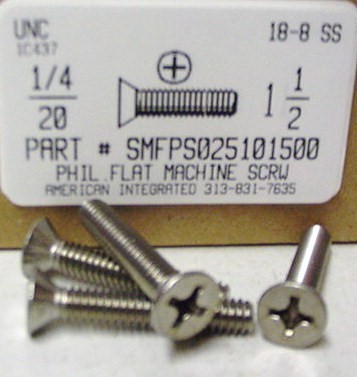 UNC 18-8 SS
IC437
1/4
20
1 1/2
PART # SMFPS025101500
PHIL.FLAT MACHINE SCRW
AMERICAN INTEGRATED 313-831-7635